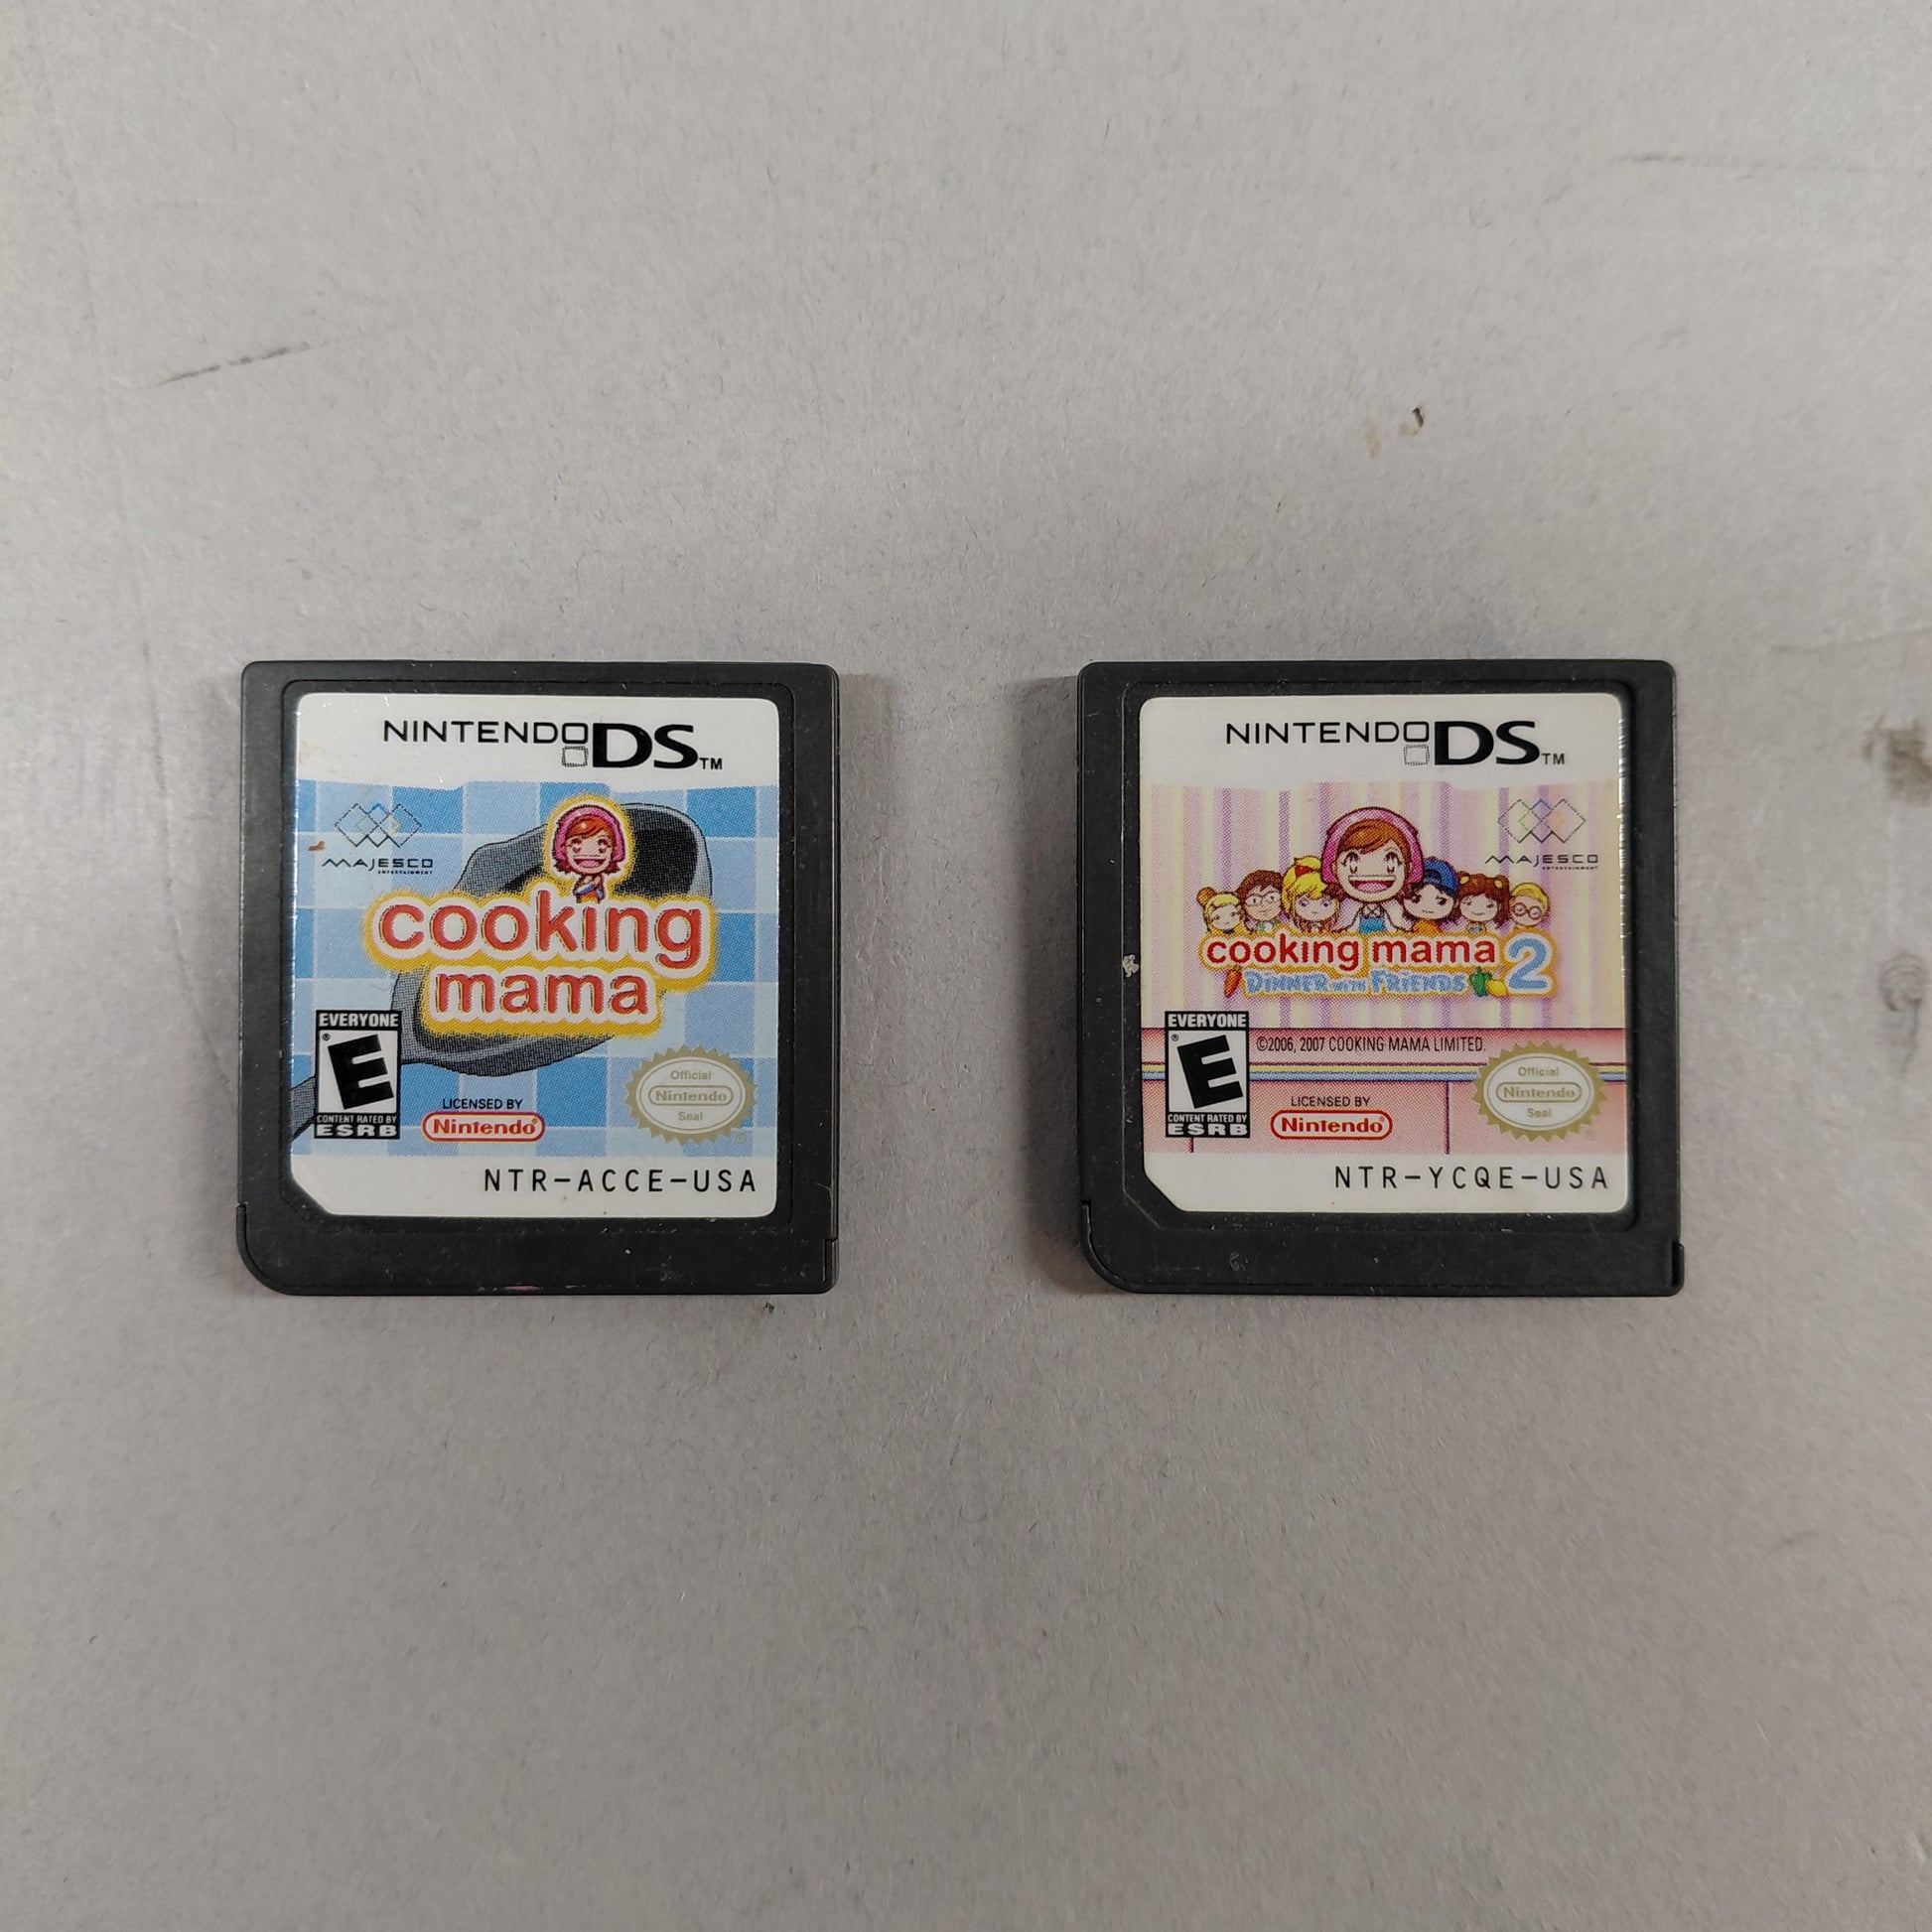 NINTENDO DS TM
MAJESCO
ENTERTAINMENT
cooking
mama
EVERYONE
E
®
CONTENT RATED BY
ESRB
LICENSED BY
Nintendo®
Official
Nintendo
Seal
®
NTR-ACCE-USA
NINTENDO DS TM
MAJESCO
ENTERTAINMENT
cooking mama 2
DINNER WITH FRIENDS
EVERYONE
E
®
©2006, 2007 COOKING MAMA LIMITED.
CONTENT RATED BY
ESRB
LICENSED BY
Nintendo®
Official
Nintendo
Seal
NTR-YCQE-USA